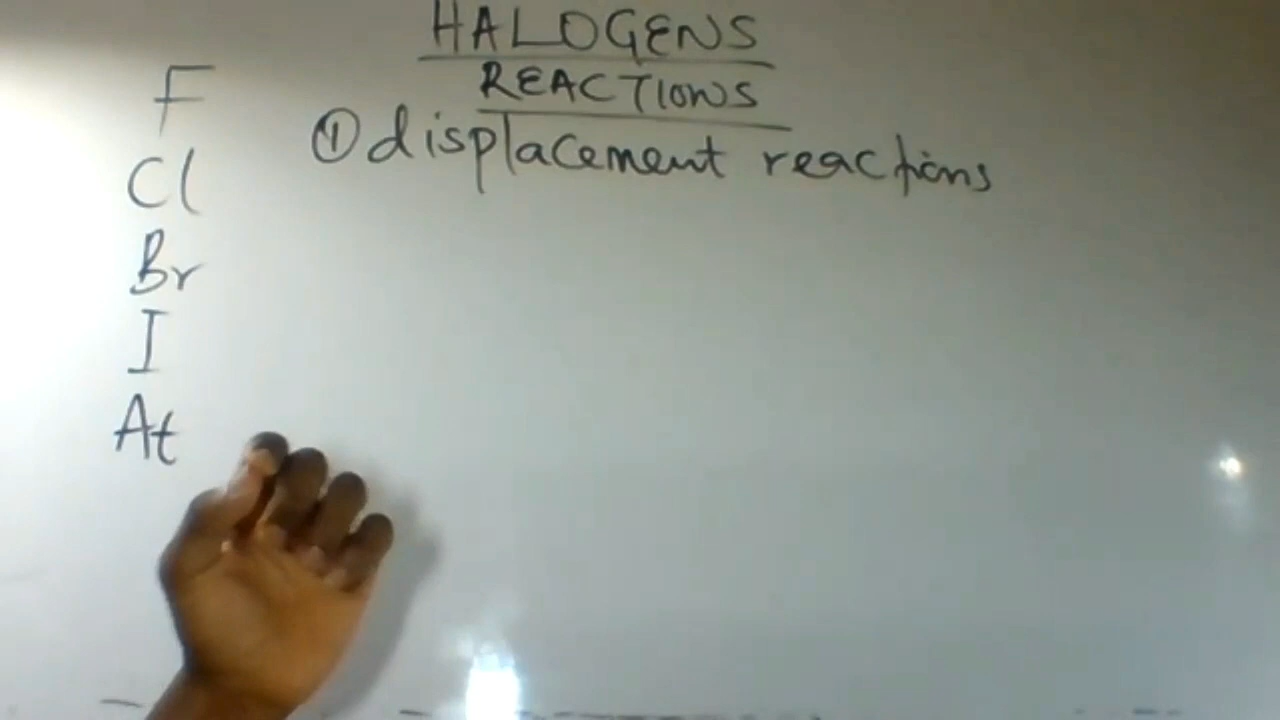 HALOGENS
REACTIONS
① displacement reactions
F
Cl
Br
I
At